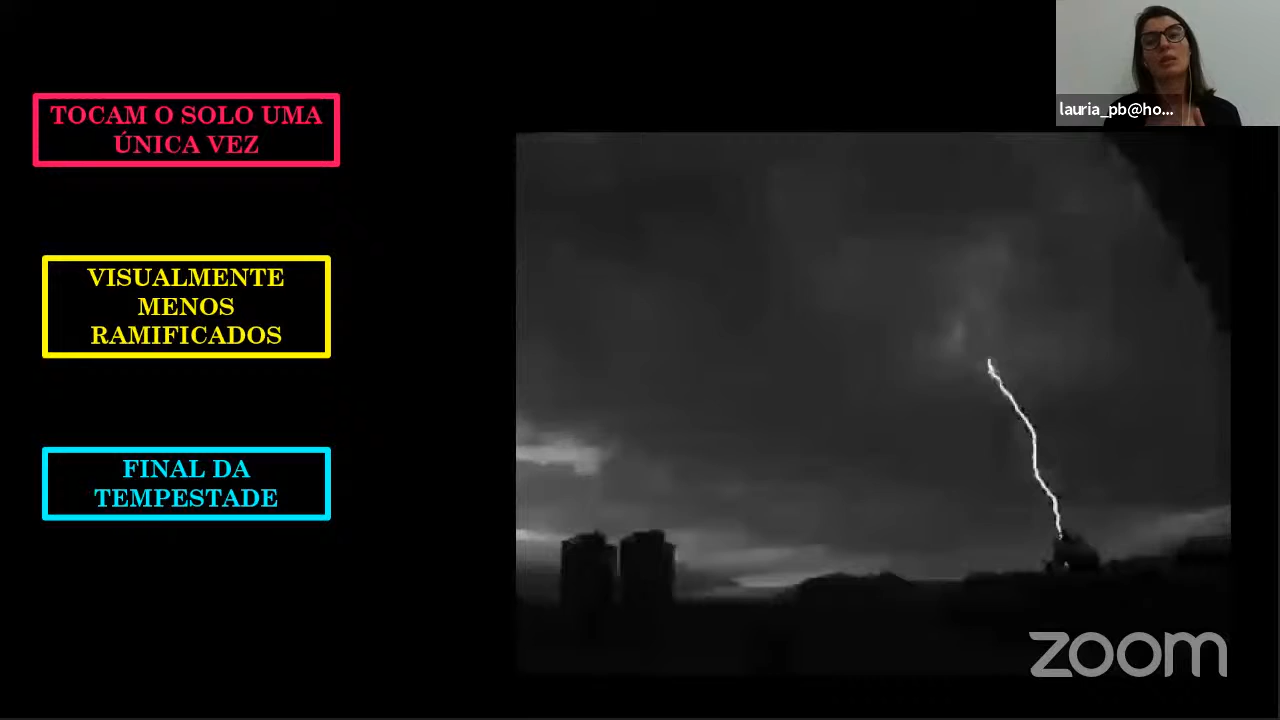 lauria_pb@ho...
TOCAM O SOLO UMA
ÚNICA VEZ
VISUALMENTE
MENOS
RAMIFICADOS
FINAL DA
TEMPESTADE
zoom